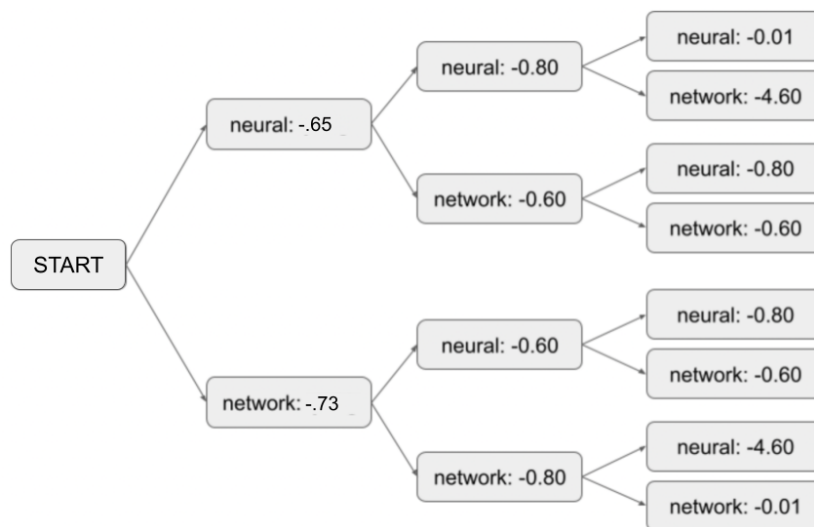 neural: -0.01
neural: -0.80
network: -4.60
neural: -.65
neural: -0.80
network: -0.60
network: -0.60
START
neural: -0.80
neural: -0.60
network: -0.60
network: -.73
neural: -4.60
network: -0.80
network: -0.01